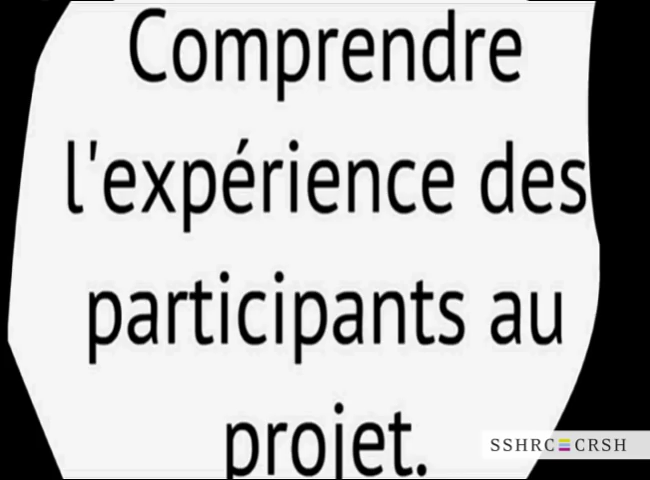 Comprendre
l'expérience des
participants au
projet.
SSHRC CRSH